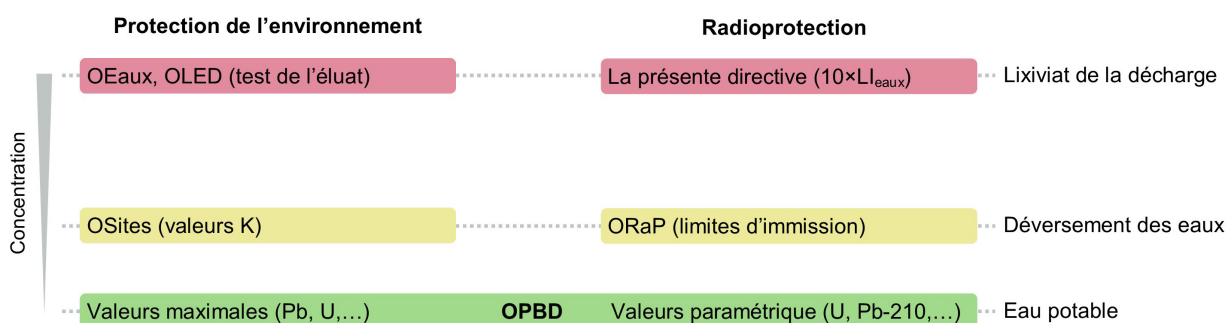 Protection de l’environnement
Radioprotection
OEaux, OLED (test de l’éluat)
La présente directive (10×LIeaux)
Lixiviat de la décharge
Concentration
OSites (valeurs K)
ORaP (limites d’immission)
Déversement des eaux
Valeurs maximales (Pb, U,…)
OPBD
Valeurs paramétrique (U, Pb-210,…)
Eau potable